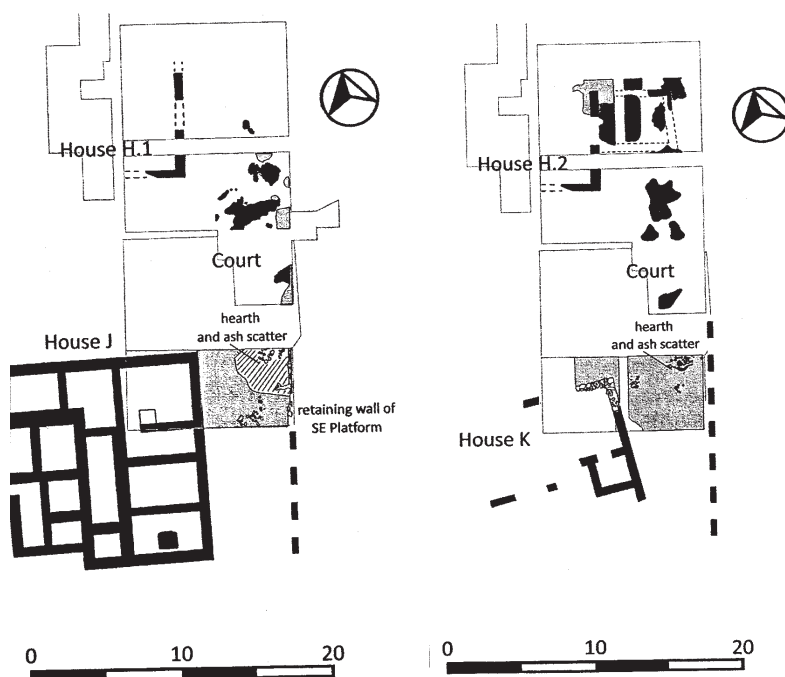 House H.1
Court
hearth
and ash scatter
House J
retaining wall of
SE Platform
0 10 20
House H.2
Court
hearth
and ash scatter
House K
0 10 20